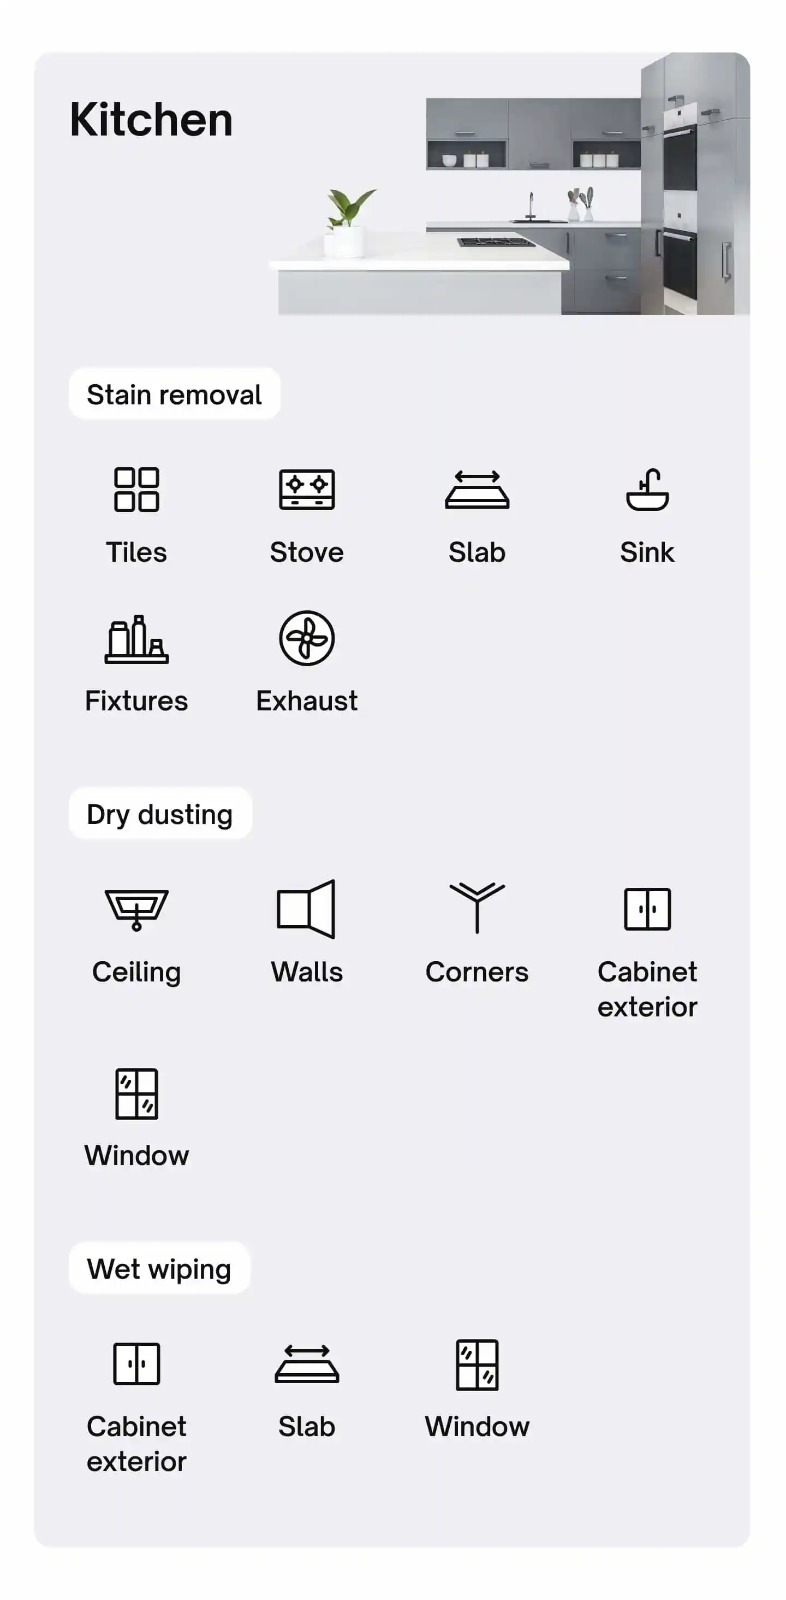 Kitchen
Stain removal
Tiles
Stove
Slab
Sink
Fixtures
Exhaust
Dry dusting
Ceiling
Walls
Corners
Cabinet
exterior
Window
Wet wiping
Cabinet
exterior
Slab
Window